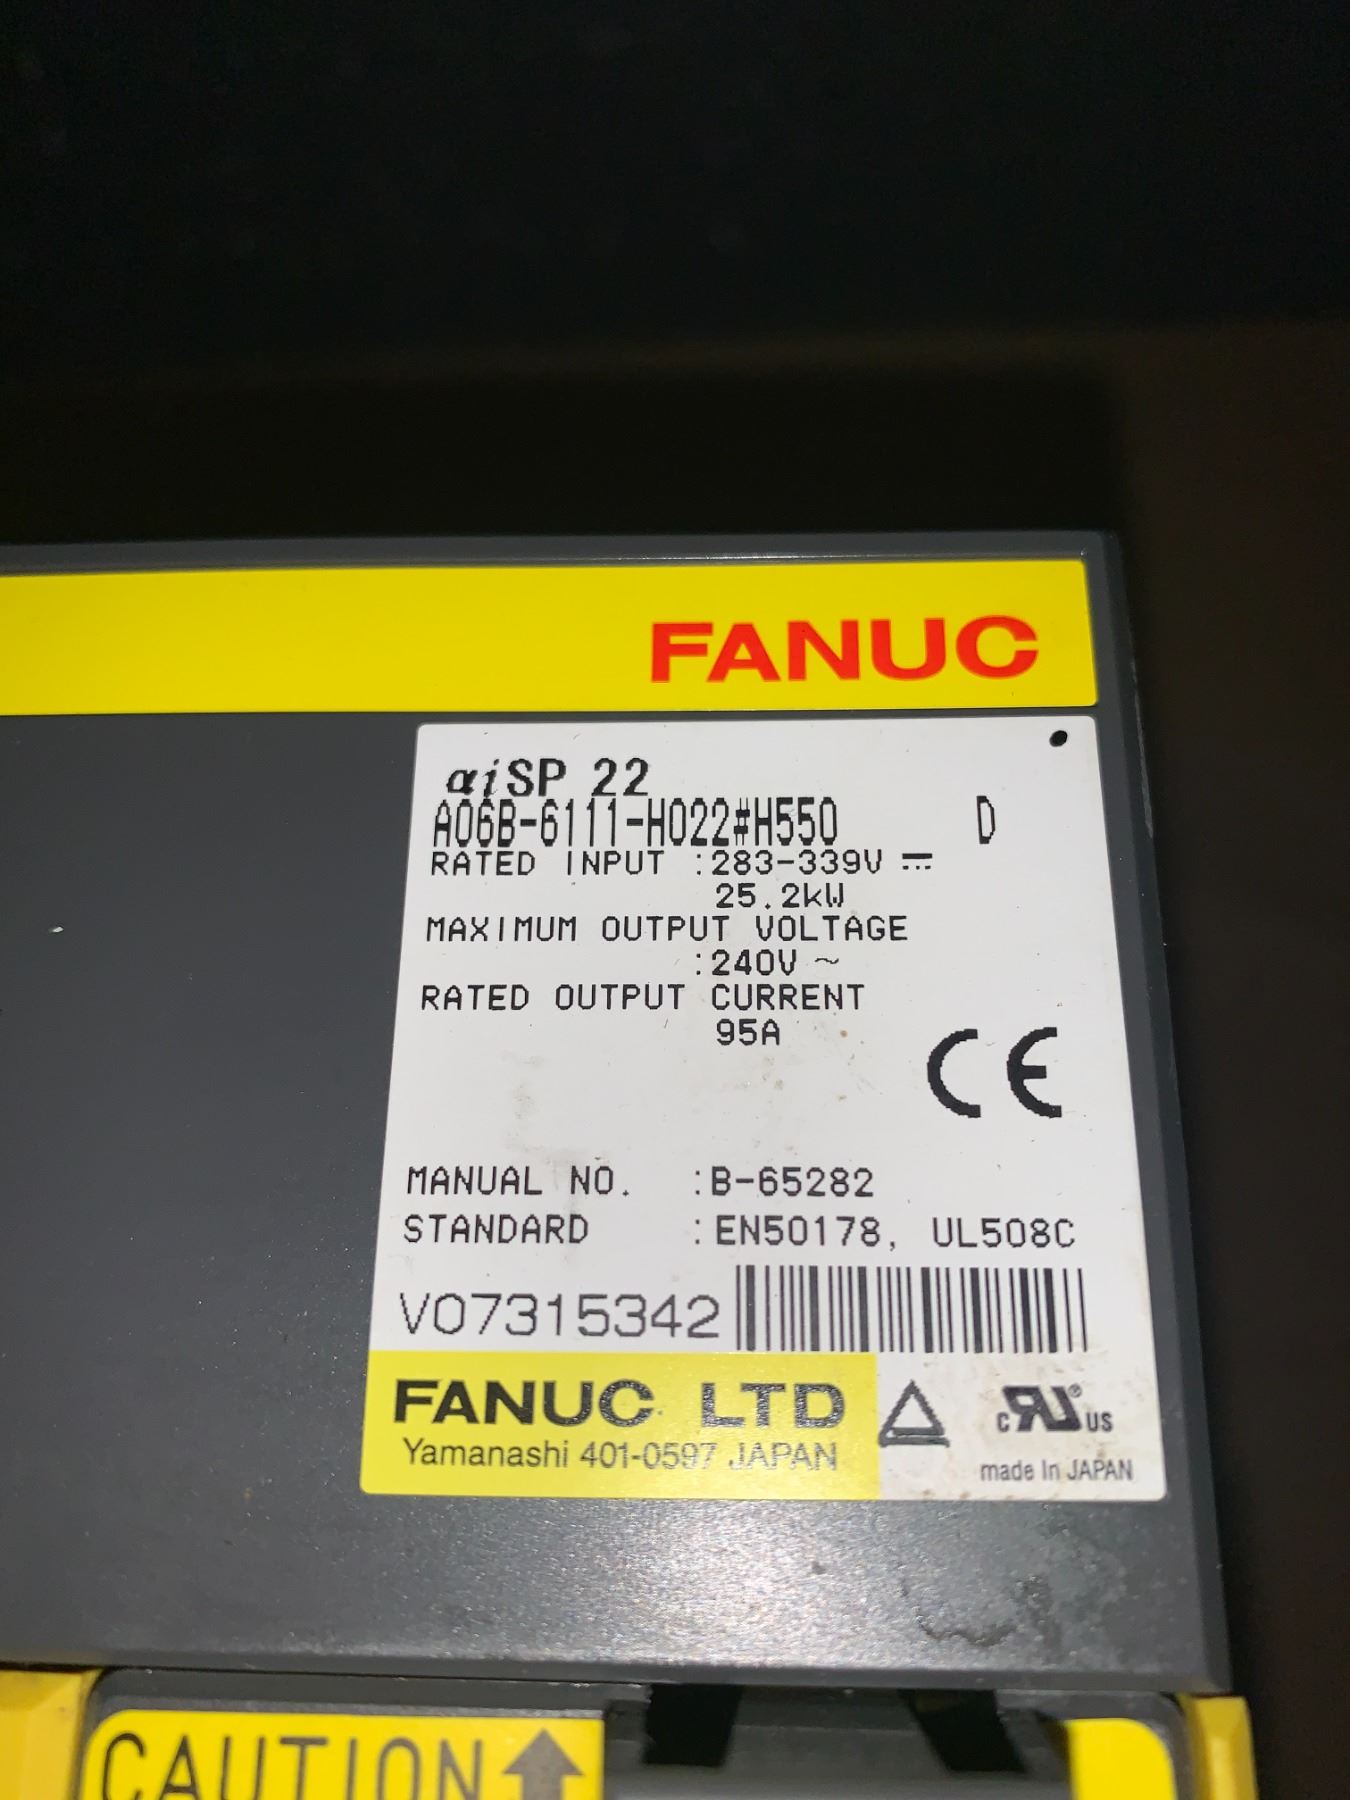 FANUC
αiSP 22
A06B-6111-H022#H550 D
RATED INPUT :283-339V ⎓
25.2kW
MAXIMUM OUTPUT VOLTAGE
:240V ~
RATED OUTPUT CURRENT
95A
CE
MANUAL NO. :B-65282
STANDARD :EN50178, UL508C
V07315342
FANUC LTD
Yamanashi 401-0597 JAPAN
c RU® US
made In JAPAN
CAUTION